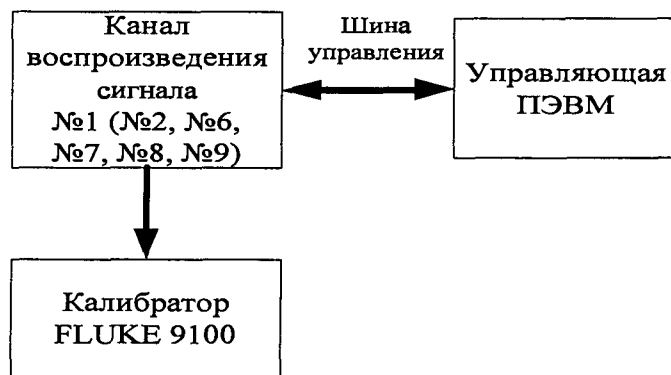 Канал
воспроизведения
сигнала
№1 (№2, №6,
№7, №8, №9)
Шина
управления
Управляющая
ПЭВМ
Калибратор
FLUKE 9100